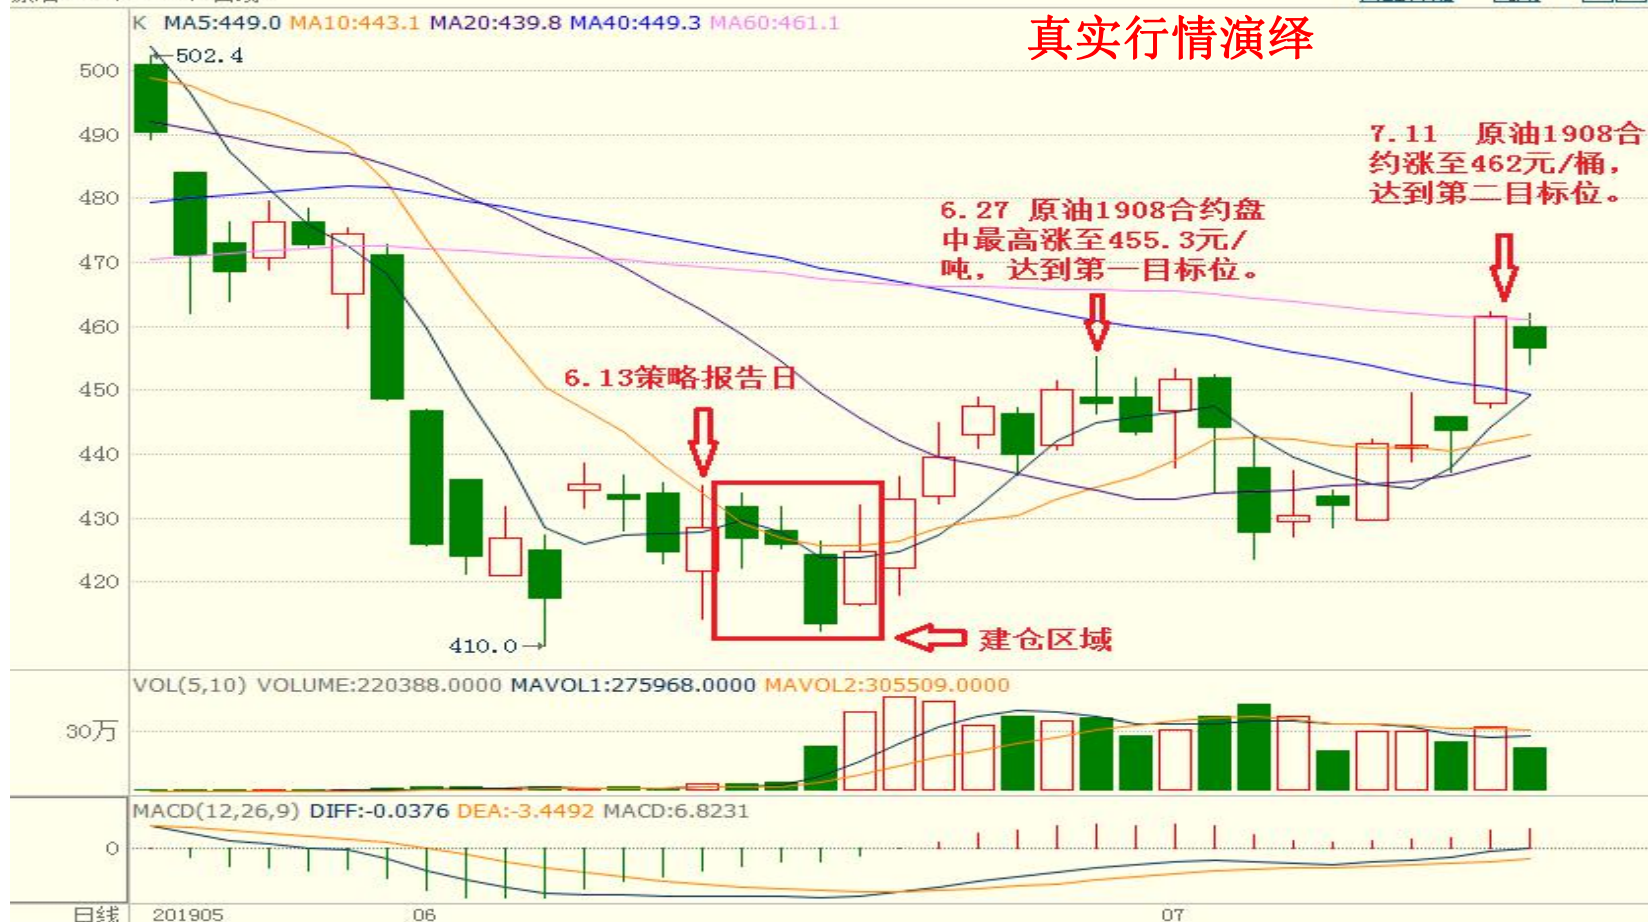 K MA5:449.0 MA10:443.1 MA20:439.8 MA40:449.3 MA60:461.1
真实行情演绎
502.4
500
490
7.11 原油1908合
约涨至462元/桶，
达到第二目标位。
480
6.27 原油1908合约盘
中最高涨至455.3元/
吨，达到第一目标位。
470
460
6.13策略报告日
450
440
430
420
410.0
建仓区域
VOL(5,10) VOLUME:220388.0000 MAVOL1:275968.0000 MAVOL2:305509.0000
30万
MACD(12,26,9) DIFF:-0.0376 DEA:-3.4492 MACD:6.8231
0
日线 201905 06 07